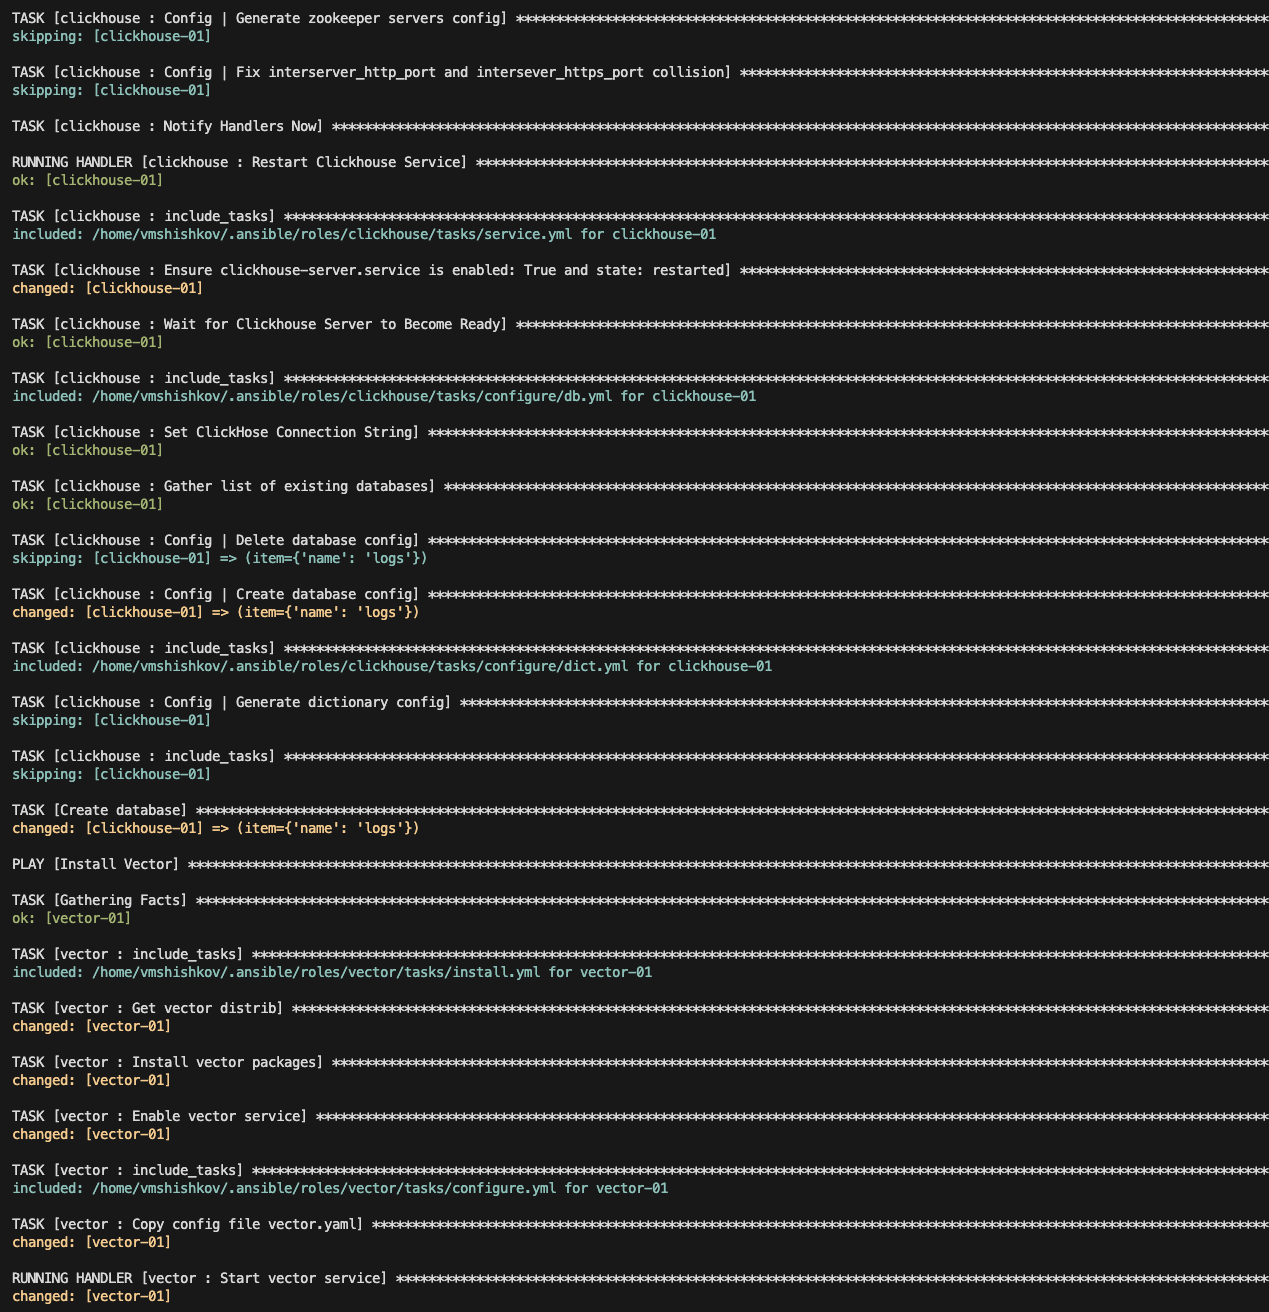 TASK [clickhouse : Config | Generate zookeeper servers config] **********************************************************************************************
skipping: [clickhouse-01]
TASK [clickhouse : Config | Fix interserver_http_port and intersever_https_port collision] ******************************************************************
skipping: [clickhouse-01]
TASK [clickhouse : Notify Handlers Now] *********************************************************************************************************************
RUNNING HANDLER [clickhouse : Restart Clickhouse Service] ***************************************************************************************************
ok: [clickhouse-01]
TASK [clickhouse : include_tasks] ***************************************************************************************************************************
included: /home/vmshishkov/.ansible/roles/clickhouse/tasks/service.yml for clickhouse-01
TASK [clickhouse : Ensure clickhouse-server.service is enabled: True and state: restarted] ******************************************************************
changed: [clickhouse-01]
TASK [clickhouse : Wait for Clickhouse Server to Become Ready] **********************************************************************************************
ok: [clickhouse-01]
TASK [clickhouse : include_tasks] ***************************************************************************************************************************
included: /home/vmshishkov/.ansible/roles/clickhouse/tasks/configure/db.yml for clickhouse-01
TASK [clickhouse : Set ClickHose Connection String] *********************************************************************************************************
ok: [clickhouse-01]
TASK [clickhouse : Gather list of existing databases] *******************************************************************************************************
ok: [clickhouse-01]
TASK [clickhouse : Config | Delete database config] *********************************************************************************************************
skipping: [clickhouse-01] => (item={'name': 'logs'})
TASK [clickhouse : Config | Create database config] *********************************************************************************************************
changed: [clickhouse-01] => (item={'name': 'logs'})
TASK [clickhouse : include_tasks] ***************************************************************************************************************************
included: /home/vmshishkov/.ansible/roles/clickhouse/tasks/configure/dict.yml for clickhouse-01
TASK [clickhouse : Config | Generate dictionary config] *****************************************************************************************************
skipping: [clickhouse-01]
TASK [clickhouse : include_tasks] ***************************************************************************************************************************
skipping: [clickhouse-01]
TASK [Create database] **************************************************************************************************************************************
changed: [clickhouse-01] => (item={'name': 'logs'})
PLAY [Install Vector] ***************************************************************************************************************************************
TASK [Gathering Facts] **************************************************************************************************************************************
ok: [vector-01]
TASK [vector : include_tasks] *******************************************************************************************************************************
included: /home/vmshishkov/.ansible/roles/vector/tasks/install.yml for vector-01
TASK [vector : Get vector distrib] **************************************************************************************************************************
changed: [vector-01]
TASK [vector : Install vector packages] *********************************************************************************************************************
changed: [vector-01]
TASK [vector : Enable vector service] ***********************************************************************************************************************
changed: [vector-01]
TASK [vector : include_tasks] *******************************************************************************************************************************
included: /home/vmshishkov/.ansible/roles/vector/tasks/configure.yml for vector-01
TASK [vector : Copy config file vector.yaml] ****************************************************************************************************************
changed: [vector-01]
RUNNING HANDLER [vector : Start vector service] *************************************************************************************************************
changed: [vector-01]